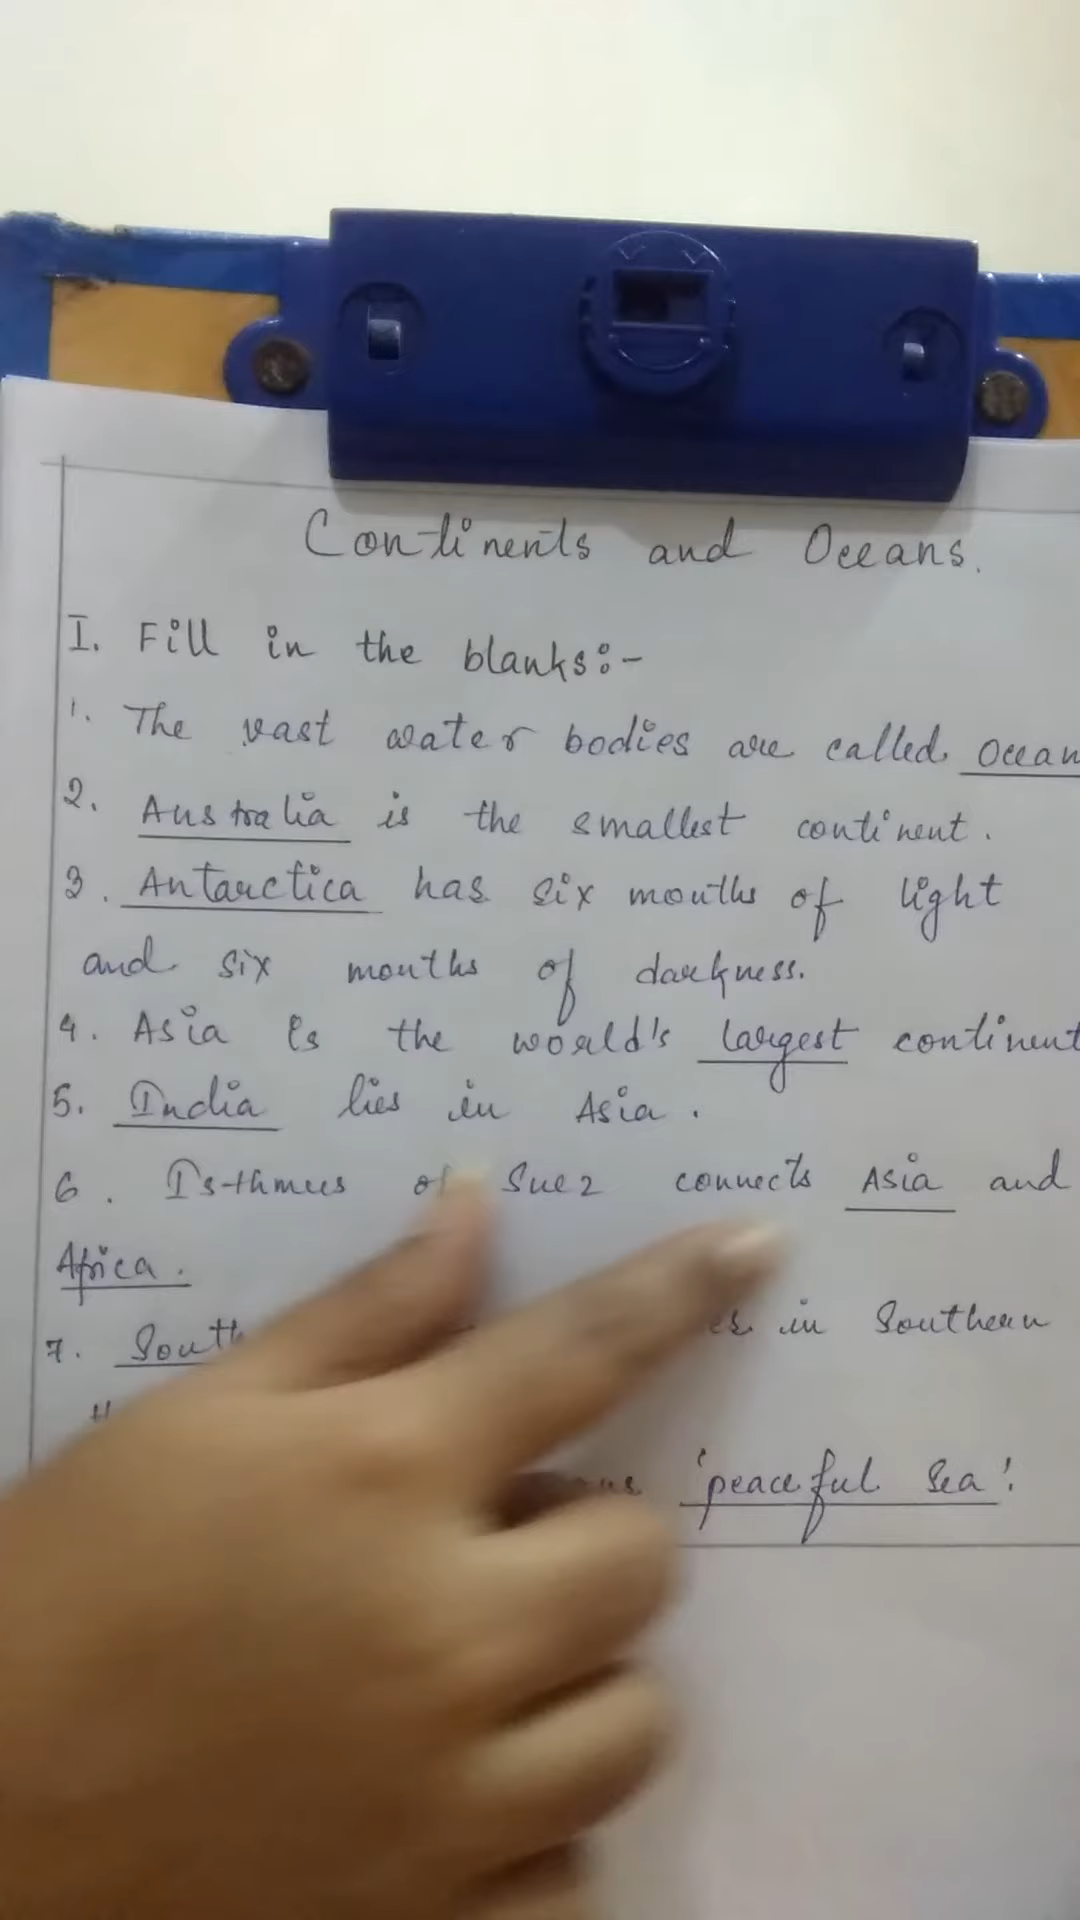 Continents and Oceans.
I. Fill in the blanks:-
1. The vast water bodies are called Ocean
2. Australia is the smallest continent.
3. Antarctica has six months of light
and six months of darkness.
4. Asia is the world's largest continent
5. India lies in Asia.
6. Isthmus of Suez connects Asia and
Africa.
7. in Southern
'peaceful Sea'.